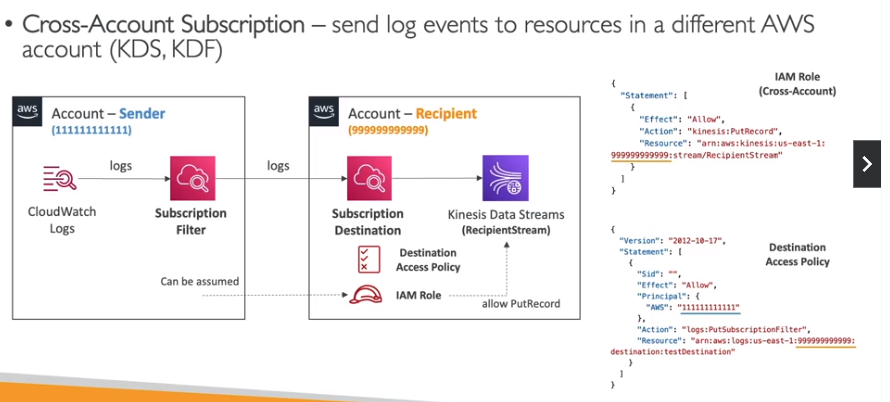 • Cross-Account Subscription – send log events to resources in a different AWS
account (KDS, KDF)
aws
Account – Sender
(111111111111)
logs
CloudWatch
Logs
Subscription
Filter
Can be assumed
logs
aws
Account – Recipient
(999999999999)
Subscription
Destination
Kinesis Data Streams
(RecipientStream)
Destination
Access Policy
IAM Role
allow PutRecord
IAM Role
(Cross-Account)
{
"Statement": [
{
"Effect": "Allow",
"Action": "kinesis:PutRecord",
"Resource": "arn:aws:kinesis:us-east-1:
999999999999:stream/RecipientStream"
}
]
}
Destination
Access Policy
{
"Version": "2012-10-17",
"Statement": [
{
"Sid": "",
"Effect": "Allow",
"Principal": {
"AWS": "111111111111"
},
"Action": "logs:PutSubscriptionFilter",
"Resource": "arn:aws:logs:us-east-1:999999999999:
destination:testDestination"
}
]
}